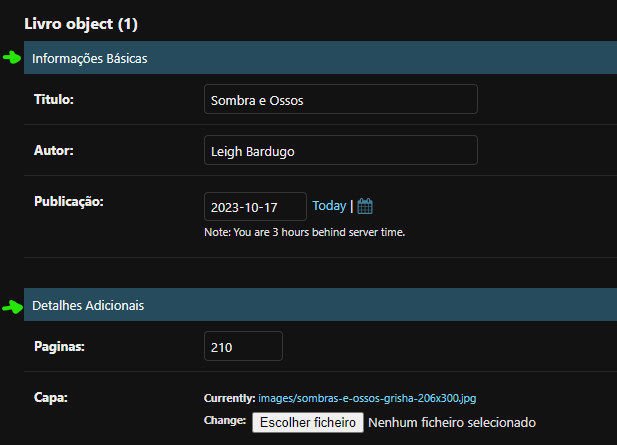 Livro object (1)
Informações Básicas
Titulo: Sombra e Ossos
Autor: Leigh Bardugo
Publicação: 2023-10-17 Today |
Note: You are 3 hours behind server time.
Detalhes Adicionais
Paginas: 210
Capa: Currently: images/sombras-e-ossos-grisha-206x300.jpg
Change: Escolher ficheiro Nenhum ficheiro selecionado